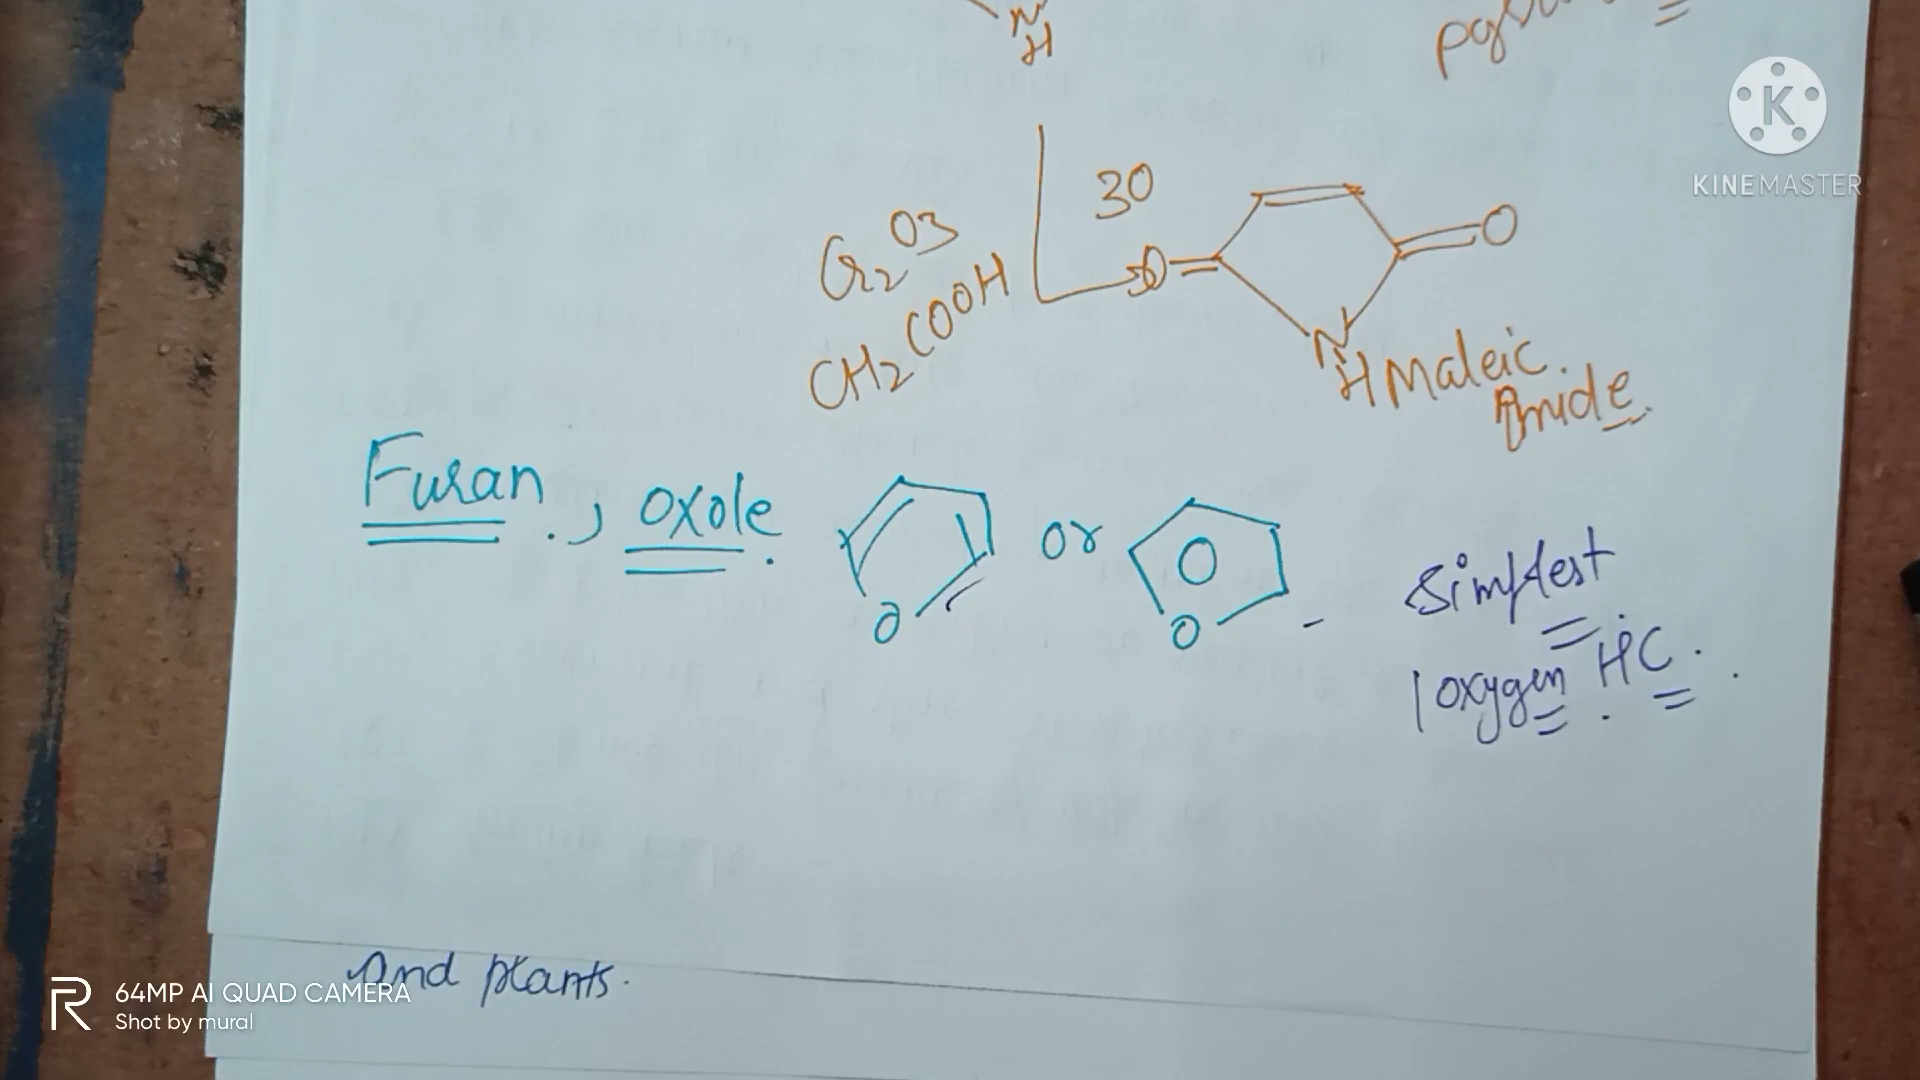 N
H
30
Cr2O3
CH2COOH
O
O
N
H Maleic.
Imide.
Furan., oxole.
or
O
O
O
Simplest
1 oxygen HC.
And plants.
KINEMASTER
64MP AI QUAD CAMERA
Shot by mural